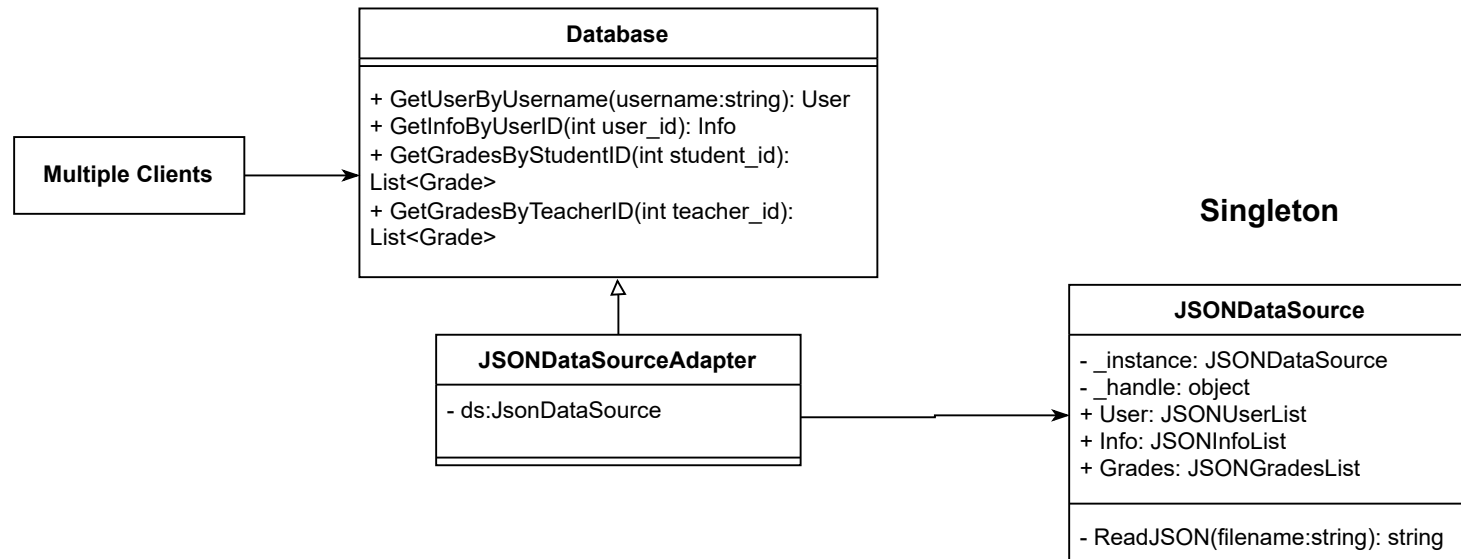 Database
+ GetUserByUsername(username:string): User
+ GetInfoByUserID(int user_id): Info
+ GetGradesByStudentID(int student_id):
List<Grade>
+ GetGradesByTeacherID(int teacher_id):
List<Grade>
Multiple Clients
Singleton
JSONDataSourceAdapter
- ds:JsonDataSource
JSONDataSource
- _instance: JSONDataSource
- _handle: object
+ User: JSONUserList
+ Info: JSONInfoList
+ Grades: JSONGradesList
- ReadJSON(filename:string): string